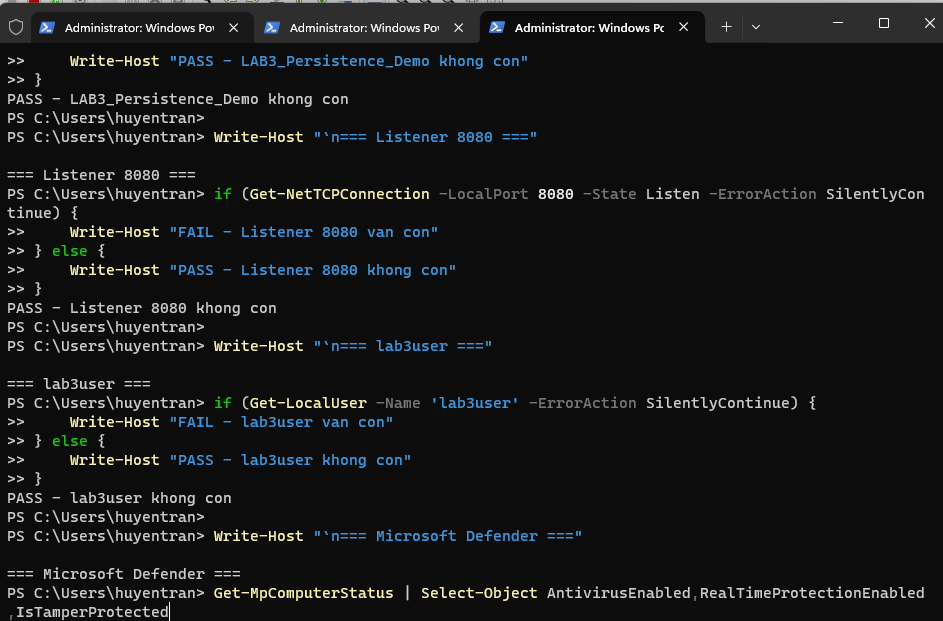 Administrator: Windows Po
Administrator: Windows Po
Administrator: Windows Pc
>>     Write-Host "PASS - LAB3_Persistence_Demo khong con"
>> }
PASS - LAB3_Persistence_Demo khong con
PS C:\Users\huyentran>
PS C:\Users\huyentran> Write-Host "`n=== Listener 8080 ==="
=== Listener 8080 ===
PS C:\Users\huyentran> if (Get-NetTCPConnection -LocalPort 8080 -State Listen -ErrorAction SilentlyCon
tinue) {
>>     Write-Host "FAIL - Listener 8080 van con"
>> } else {
>>     Write-Host "PASS - Listener 8080 khong con"
>> }
PASS - Listener 8080 khong con
PS C:\Users\huyentran>
PS C:\Users\huyentran> Write-Host "`n=== lab3user ==="
=== lab3user ===
PS C:\Users\huyentran> if (Get-LocalUser -Name 'lab3user' -ErrorAction SilentlyContinue) {
>>     Write-Host "FAIL - lab3user van con"
>> } else {
>>     Write-Host "PASS - lab3user khong con"
>> }
PASS - lab3user khong con
PS C:\Users\huyentran>
PS C:\Users\huyentran> Write-Host "`n=== Microsoft Defender ==="
=== Microsoft Defender ===
PS C:\Users\huyentran> Get-MpComputerStatus | Select-Object AntivirusEnabled,RealTimeProtectionEnabled
,IsTamperProtected